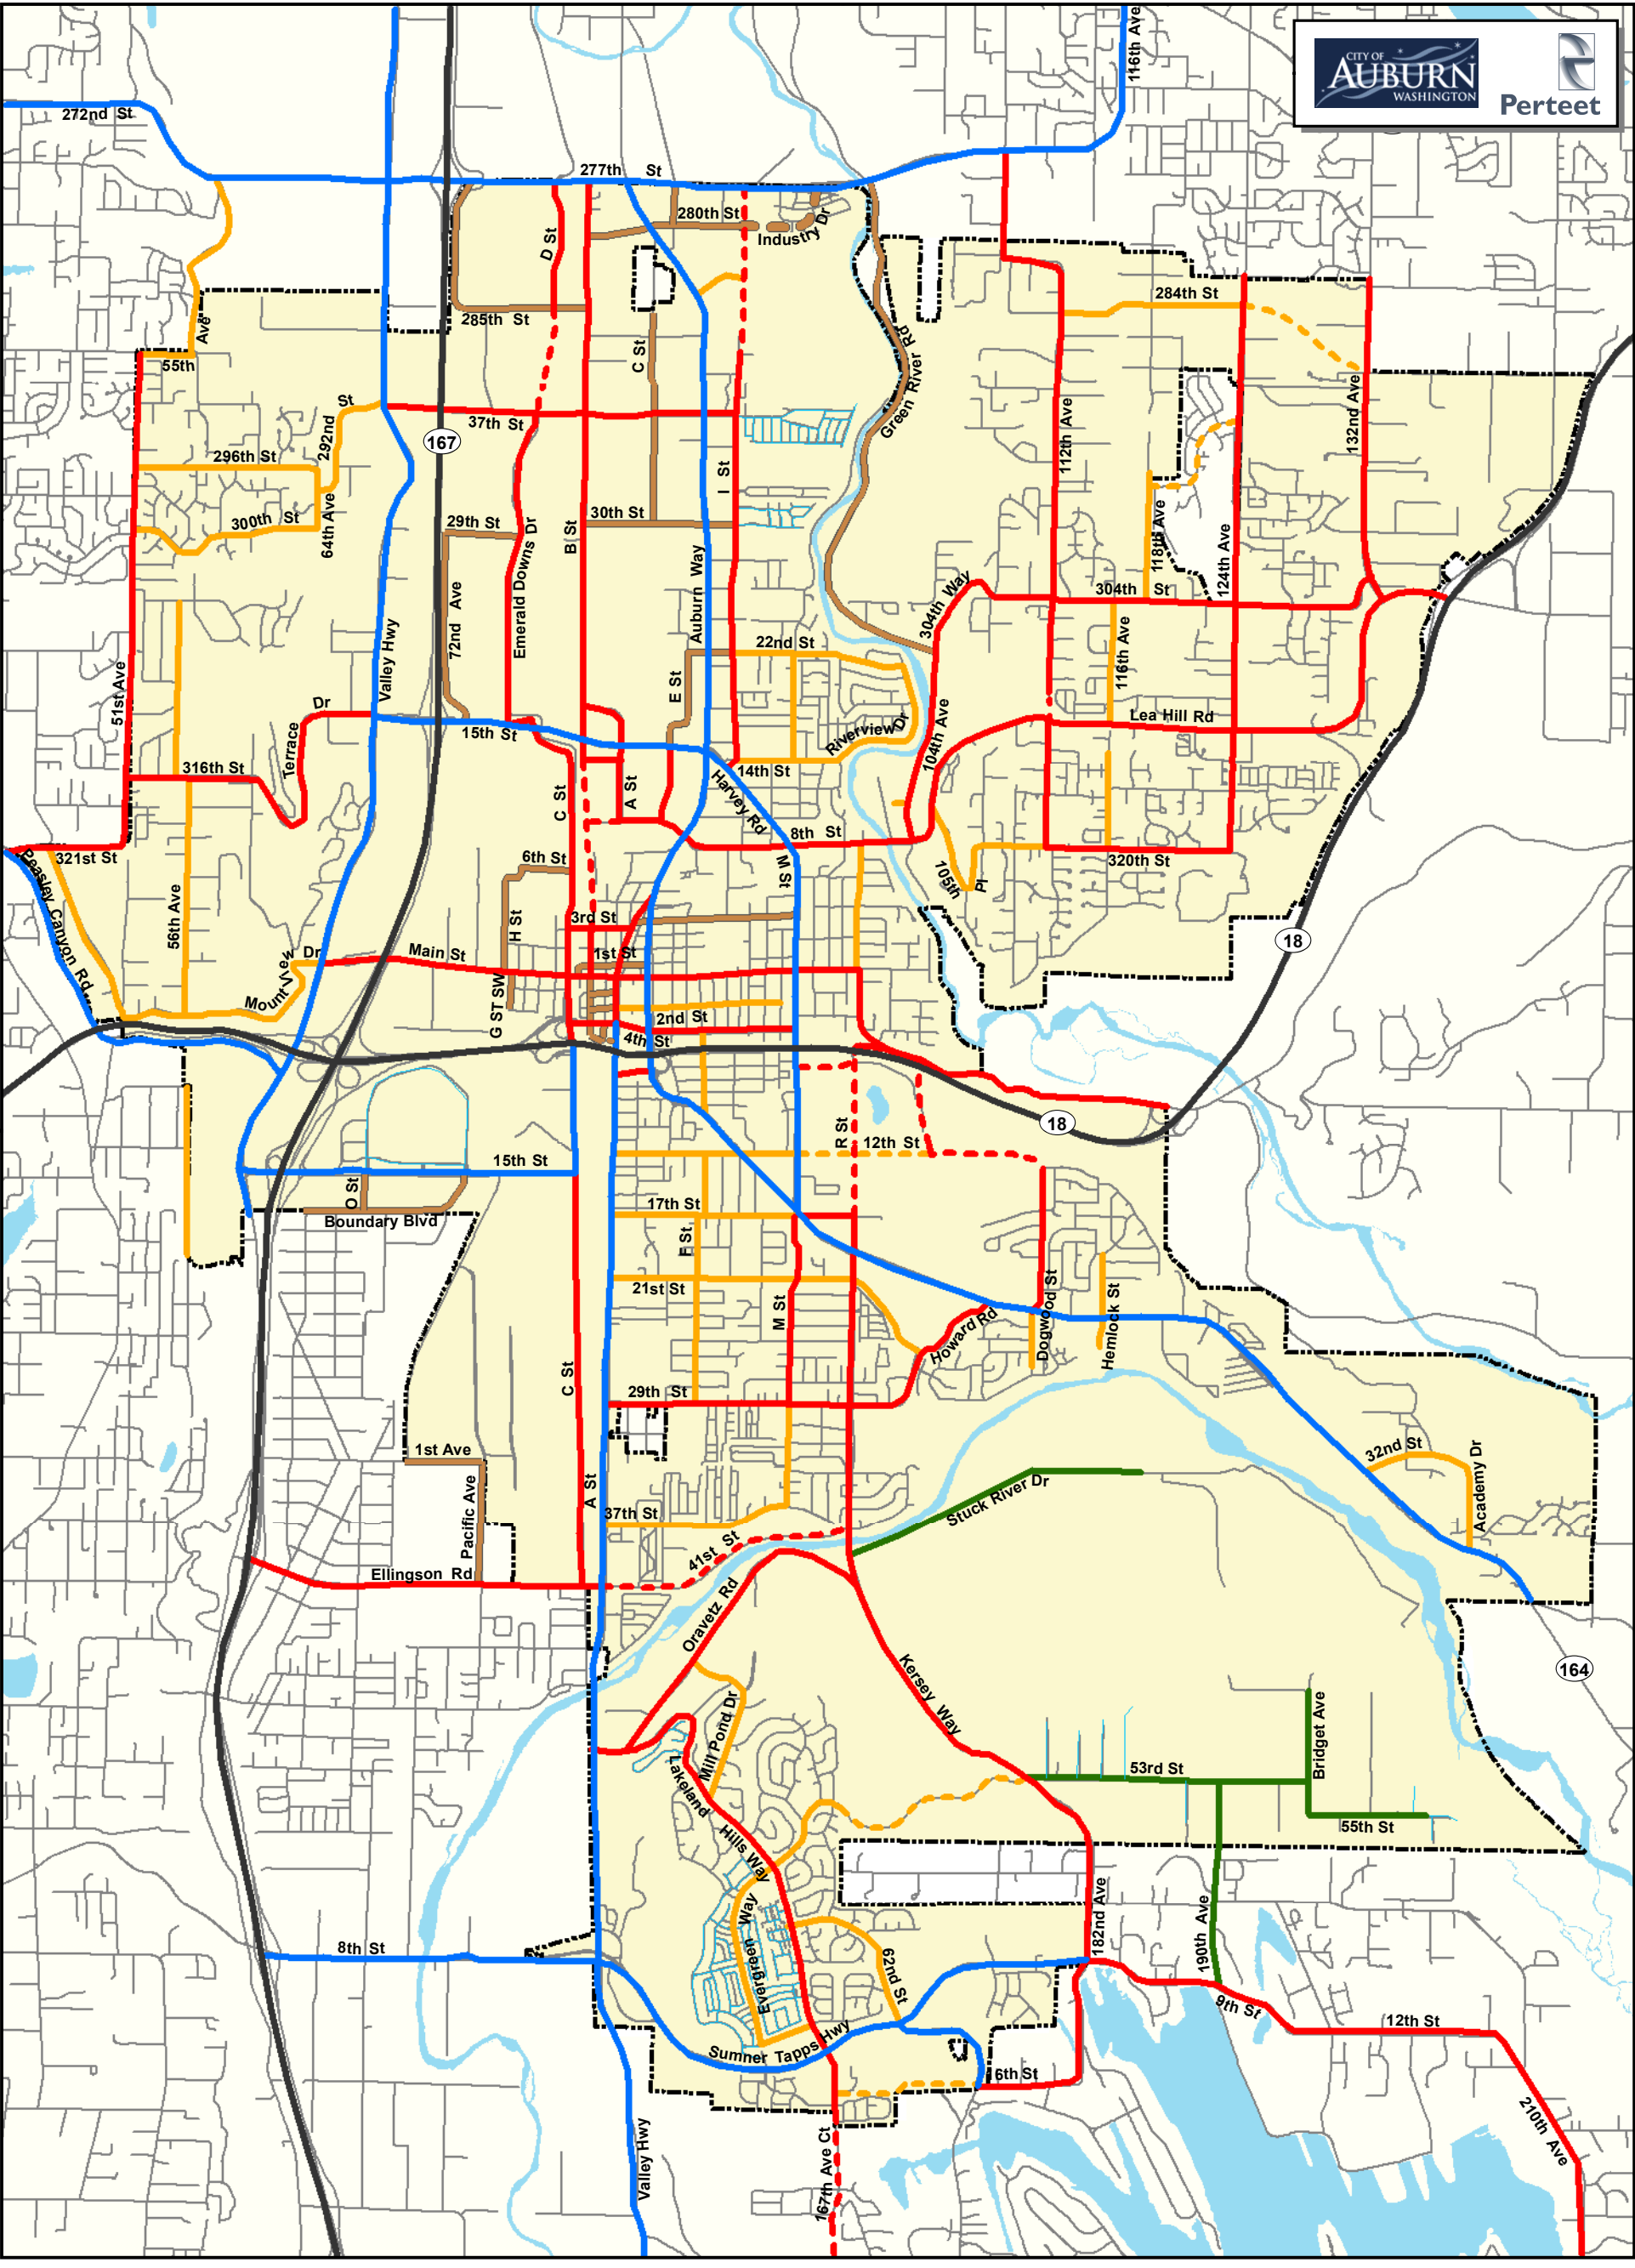 116th Ave
CITY OF
AUBURN
WASHINGTON
Perteet
272nd St
277th St
280th St
Industry Dr
D St
284th St
285th St
Ave
55th
C St
Green River Rd
292nd St
37th St
112th Ave
132nd Ave
167
296th St
I St
300th St
64th Ave
29th St
Emerald Downs Dr
B St
30th St
118th Ave
124th Ave
Auburn Way
304th Way
304th St
72nd Ave
Valley Hwy
22nd St
116th Ave
51st Ave
E St
Terrace Dr
15th St
Riverview Dr
104th Ave
Lea Hill Rd
316th St
14th St
C St
A St
Harvey Rd
8th St
321st St
6th St
M St
320th St
Peasley Canyon Rd
105th Pl
56th Ave
H St
3rd St
18
Main St
1st St
Mount View Dr
G ST SW
2nd St
4th St
18
R St
12th St
15th St
O St
17th St
Boundary Blvd
F St
21st St
M St
Howard Rd
Dogwood St
Hemlock St
C St
29th St
1st Ave
32nd St
Academy Dr
Pacific Ave
A St
37th St
Stuck River Dr
41st St
Ellingson Rd
Oravetz Rd
Kersey Way
164
Mill Pond Dr
Bridget Ave
Lakeland Hills Way
53rd St
55th St
182nd Ave
190th Ave
8th St
Evergreen Way
62nd St
9th St
12th St
Sumner Tapps Hwy
6th St
210th Ave
Valley Hwy
167th Ave Ct